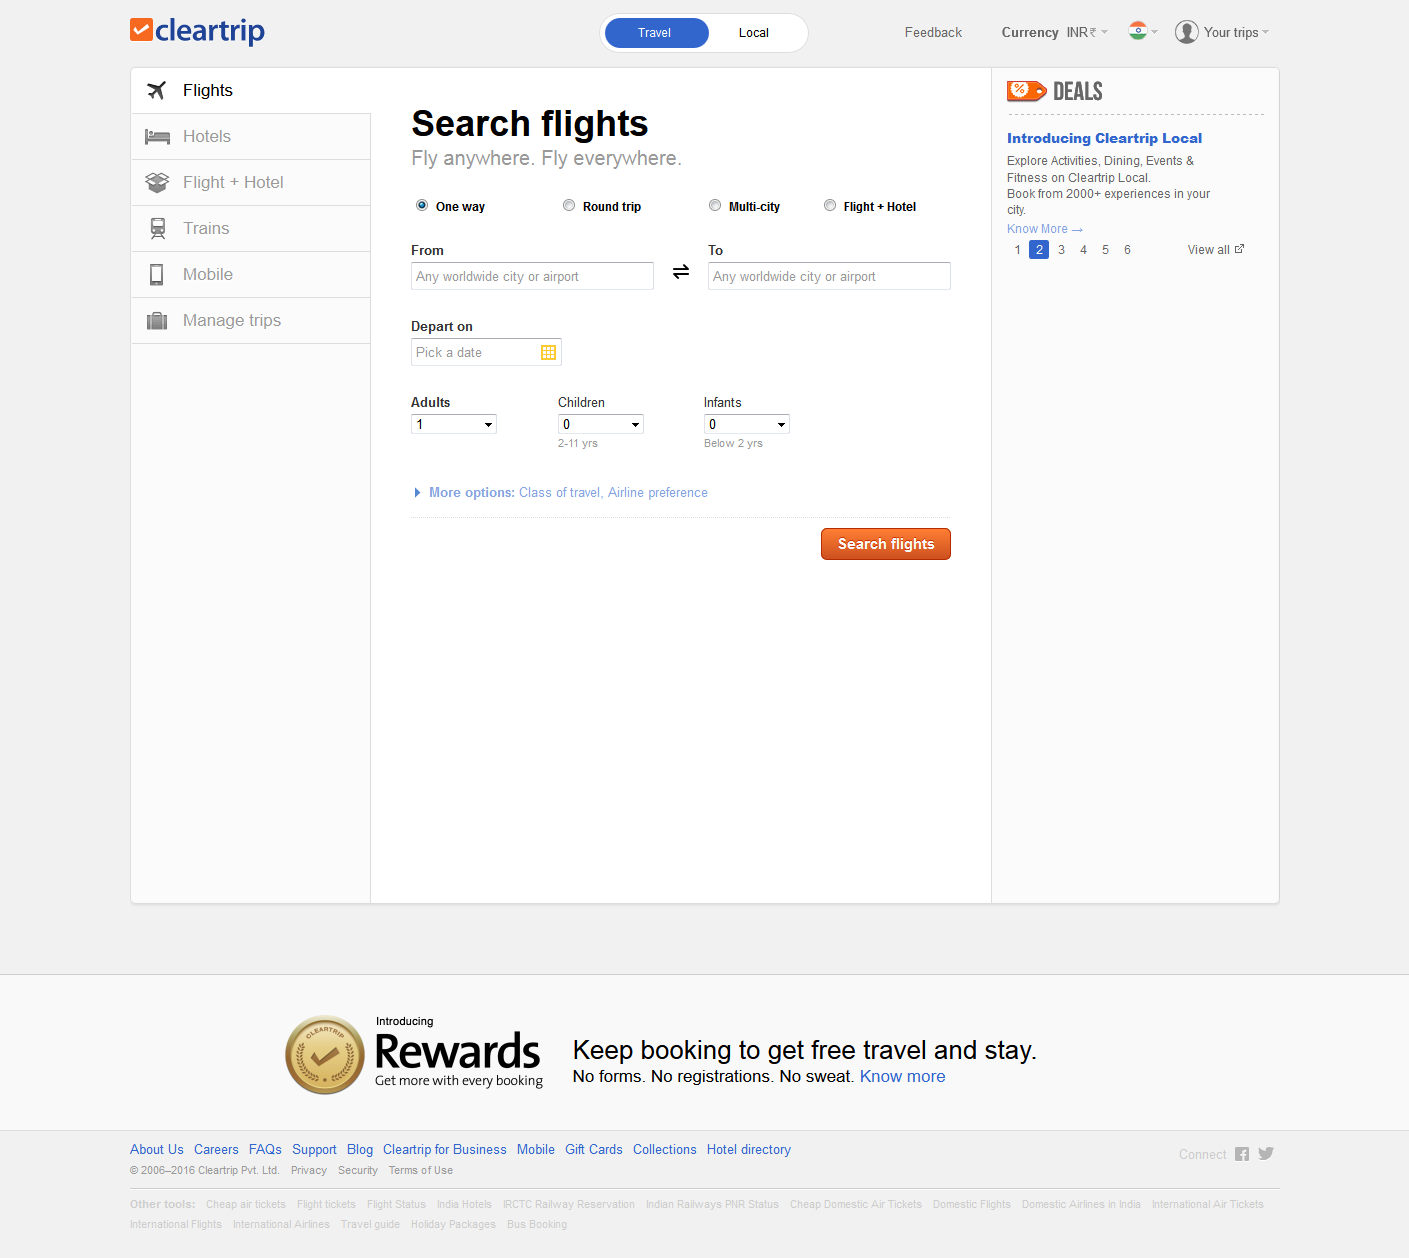 cleartrip
Travel
Local
Feedback
Currency INR₹
Your trips
Flights
Hotels
Flight + Hotel
Trains
Mobile
Manage trips
Search flights
Fly anywhere. Fly everywhere.
One way
Round trip
Multi-city
Flight + Hotel
From
To
Any worldwide city or airport
Any worldwide city or airport
Depart on
Pick a date
Adults
Children
Infants
1
0
0
2-11 yrs
Below 2 yrs
More options: Class of travel, Airline preference
Search flights
% DEALS
Introducing Cleartrip Local
Explore Activities, Dining, Events &
Fitness on Cleartrip Local.
Book from 2000+ experiences in your
city.
Know More →
1 2 3 4 5 6 View all
CLEARTRIP
Introducing
Rewards
Get more with every booking
Keep booking to get free travel and stay.
No forms. No registrations. No sweat. Know more
About Us Careers FAQs Support Blog Cleartrip for Business Mobile Gift Cards Collections Hotel directory
© 2006–2016 Cleartrip Pvt. Ltd. Privacy Security Terms of Use
Connect
Other tools: Cheap air tickets Flight tickets Flight Status India Hotels IRCTC Railway Reservation Indian Railways PNR Status Cheap Domestic Air Tickets Domestic Flights Domestic Airlines in India International Air Tickets
International Flights International Airlines Travel guide Holiday Packages Bus Booking